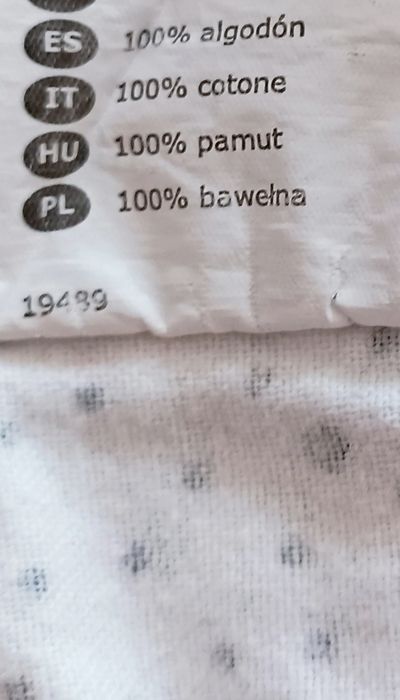 ES 100% algodón
IT 100% cotone
HU 100% pamut
PL 100% bawełna
19489